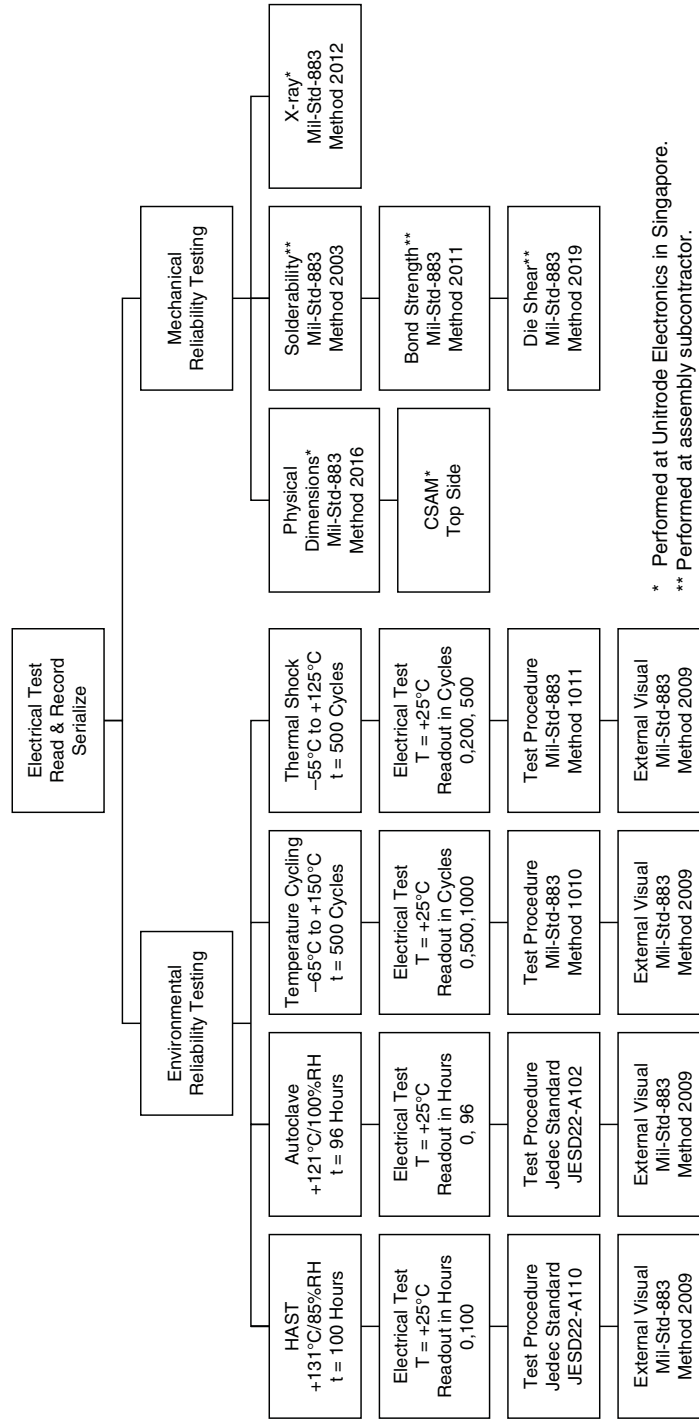 Electrical Test
Read & Record
Serialize
Environmental
Reliability Testing
HAST
+131°C/85%RH
t = 100 Hours
Electrical Test
T = +25°C
Readout in Hours
0,100
Test Procedure
Jedec Standard
JESD22-A110
External Visual
Mil-Std-883
Method 2009
Autoclave
+121°C/100%RH
t = 96 Hours
Electrical Test
T = +25°C
Readout in Hours
0, 96
Test Procedure
Jedec Standard
JESD22-A102
External Visual
Mil-Std-883
Method 2009
Temperature Cycling
–65°C to +150°C
t = 500 Cycles
Electrical Test
T = +25°C
Readout in Cycles
0,500,1000
Test Procedure
Mil-Std-883
Method 1010
External Visual
Mil-Std-883
Method 2009
Thermal Shock
–55°C to +125°C
t = 500 Cycles
Electrical Test
T = +25°C
Readout in Cycles
0,200, 500
Test Procedure
Mil-Std-883
Method 1011
External Visual
Mil-Std-883
Method 2009
Mechanical
Reliability Testing
Physical
Dimensions*
Mil-Std-883
Method 2016
CSAM*
Top Side
Solderability**
Mil-Std-883
Method 2003
Bond Strength**
Mil-Std-883
Method 2011
Die Shear**
Mil-Std-883
Method 2019
X-ray*
Mil-Std-883
Method 2012
* Performed at Unitrode Electronics in Singapore.
** Performed at assembly subcontractor.